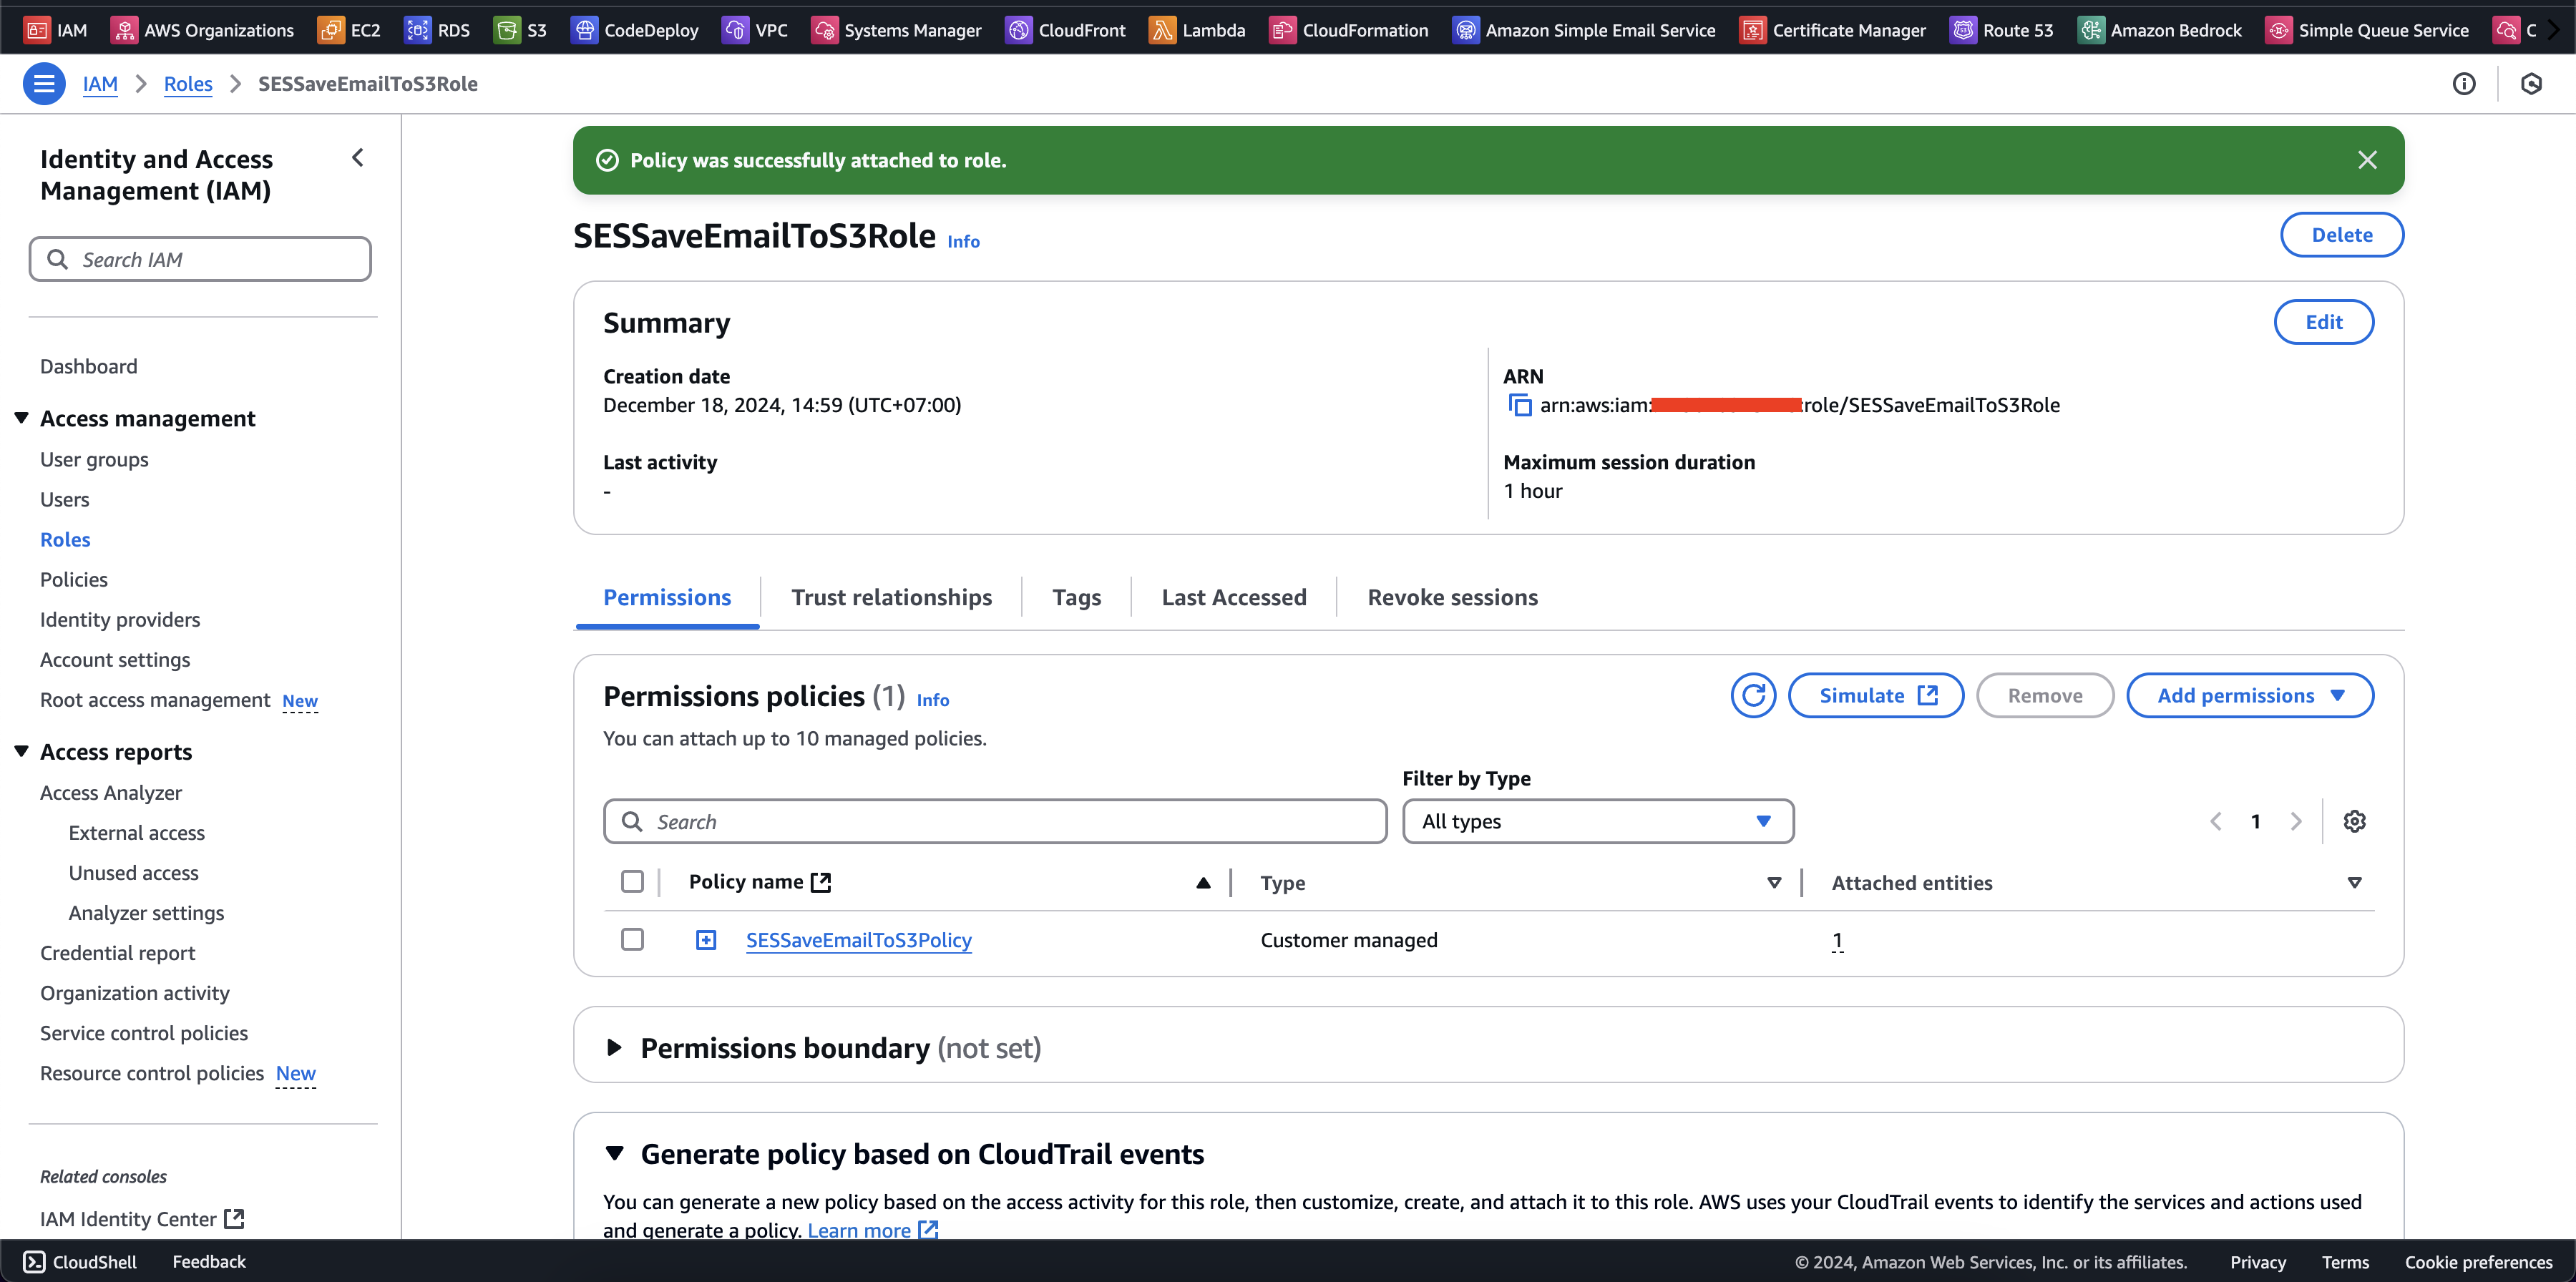 IAM AWS Organizations EC2 RDS S3 CodeDeploy VPC Systems Manager CloudFront Lambda CloudFormation Amazon Simple Email Service Certificate Manager Route 53 Amazon Bedrock Simple Queue Service C
IAM > Roles > SESSaveEmailToS3Role
Identity and Access
Management (IAM)
Search IAM
Dashboard
Access management
User groups
Users
Roles
Policies
Identity providers
Account settings
Root access management New
Access reports
Access Analyzer
External access
Unused access
Analyzer settings
Credential report
Organization activity
Service control policies
Resource control policies New
Related consoles
IAM Identity Center
Policy was successfully attached to role.
SESSaveEmailToS3Role Info
Delete
Summary
Edit
Creation date
December 18, 2024, 14:59 (UTC+07:00)
ARN
arn:aws:iam: :role/SESSaveEmailToS3Role
Last activity
-
Maximum session duration
1 hour
Permissions Trust relationships Tags Last Accessed Revoke sessions
Permissions policies (1) Info
Simulate Remove Add permissions
You can attach up to 10 managed policies.
Filter by Type
Search
All types
1
Policy name Type Attached entities
SESSaveEmailToS3Policy Customer managed 1
Permissions boundary (not set)
Generate policy based on CloudTrail events
You can generate a new policy based on the access activity for this role, then customize, create, and attach it to this role. AWS uses your CloudTrail events to identify the services and actions used
and generate a policy. Learn more
CloudShell Feedback
© 2024, Amazon Web Services, Inc. or its affiliates. Privacy Terms Cookie preferences